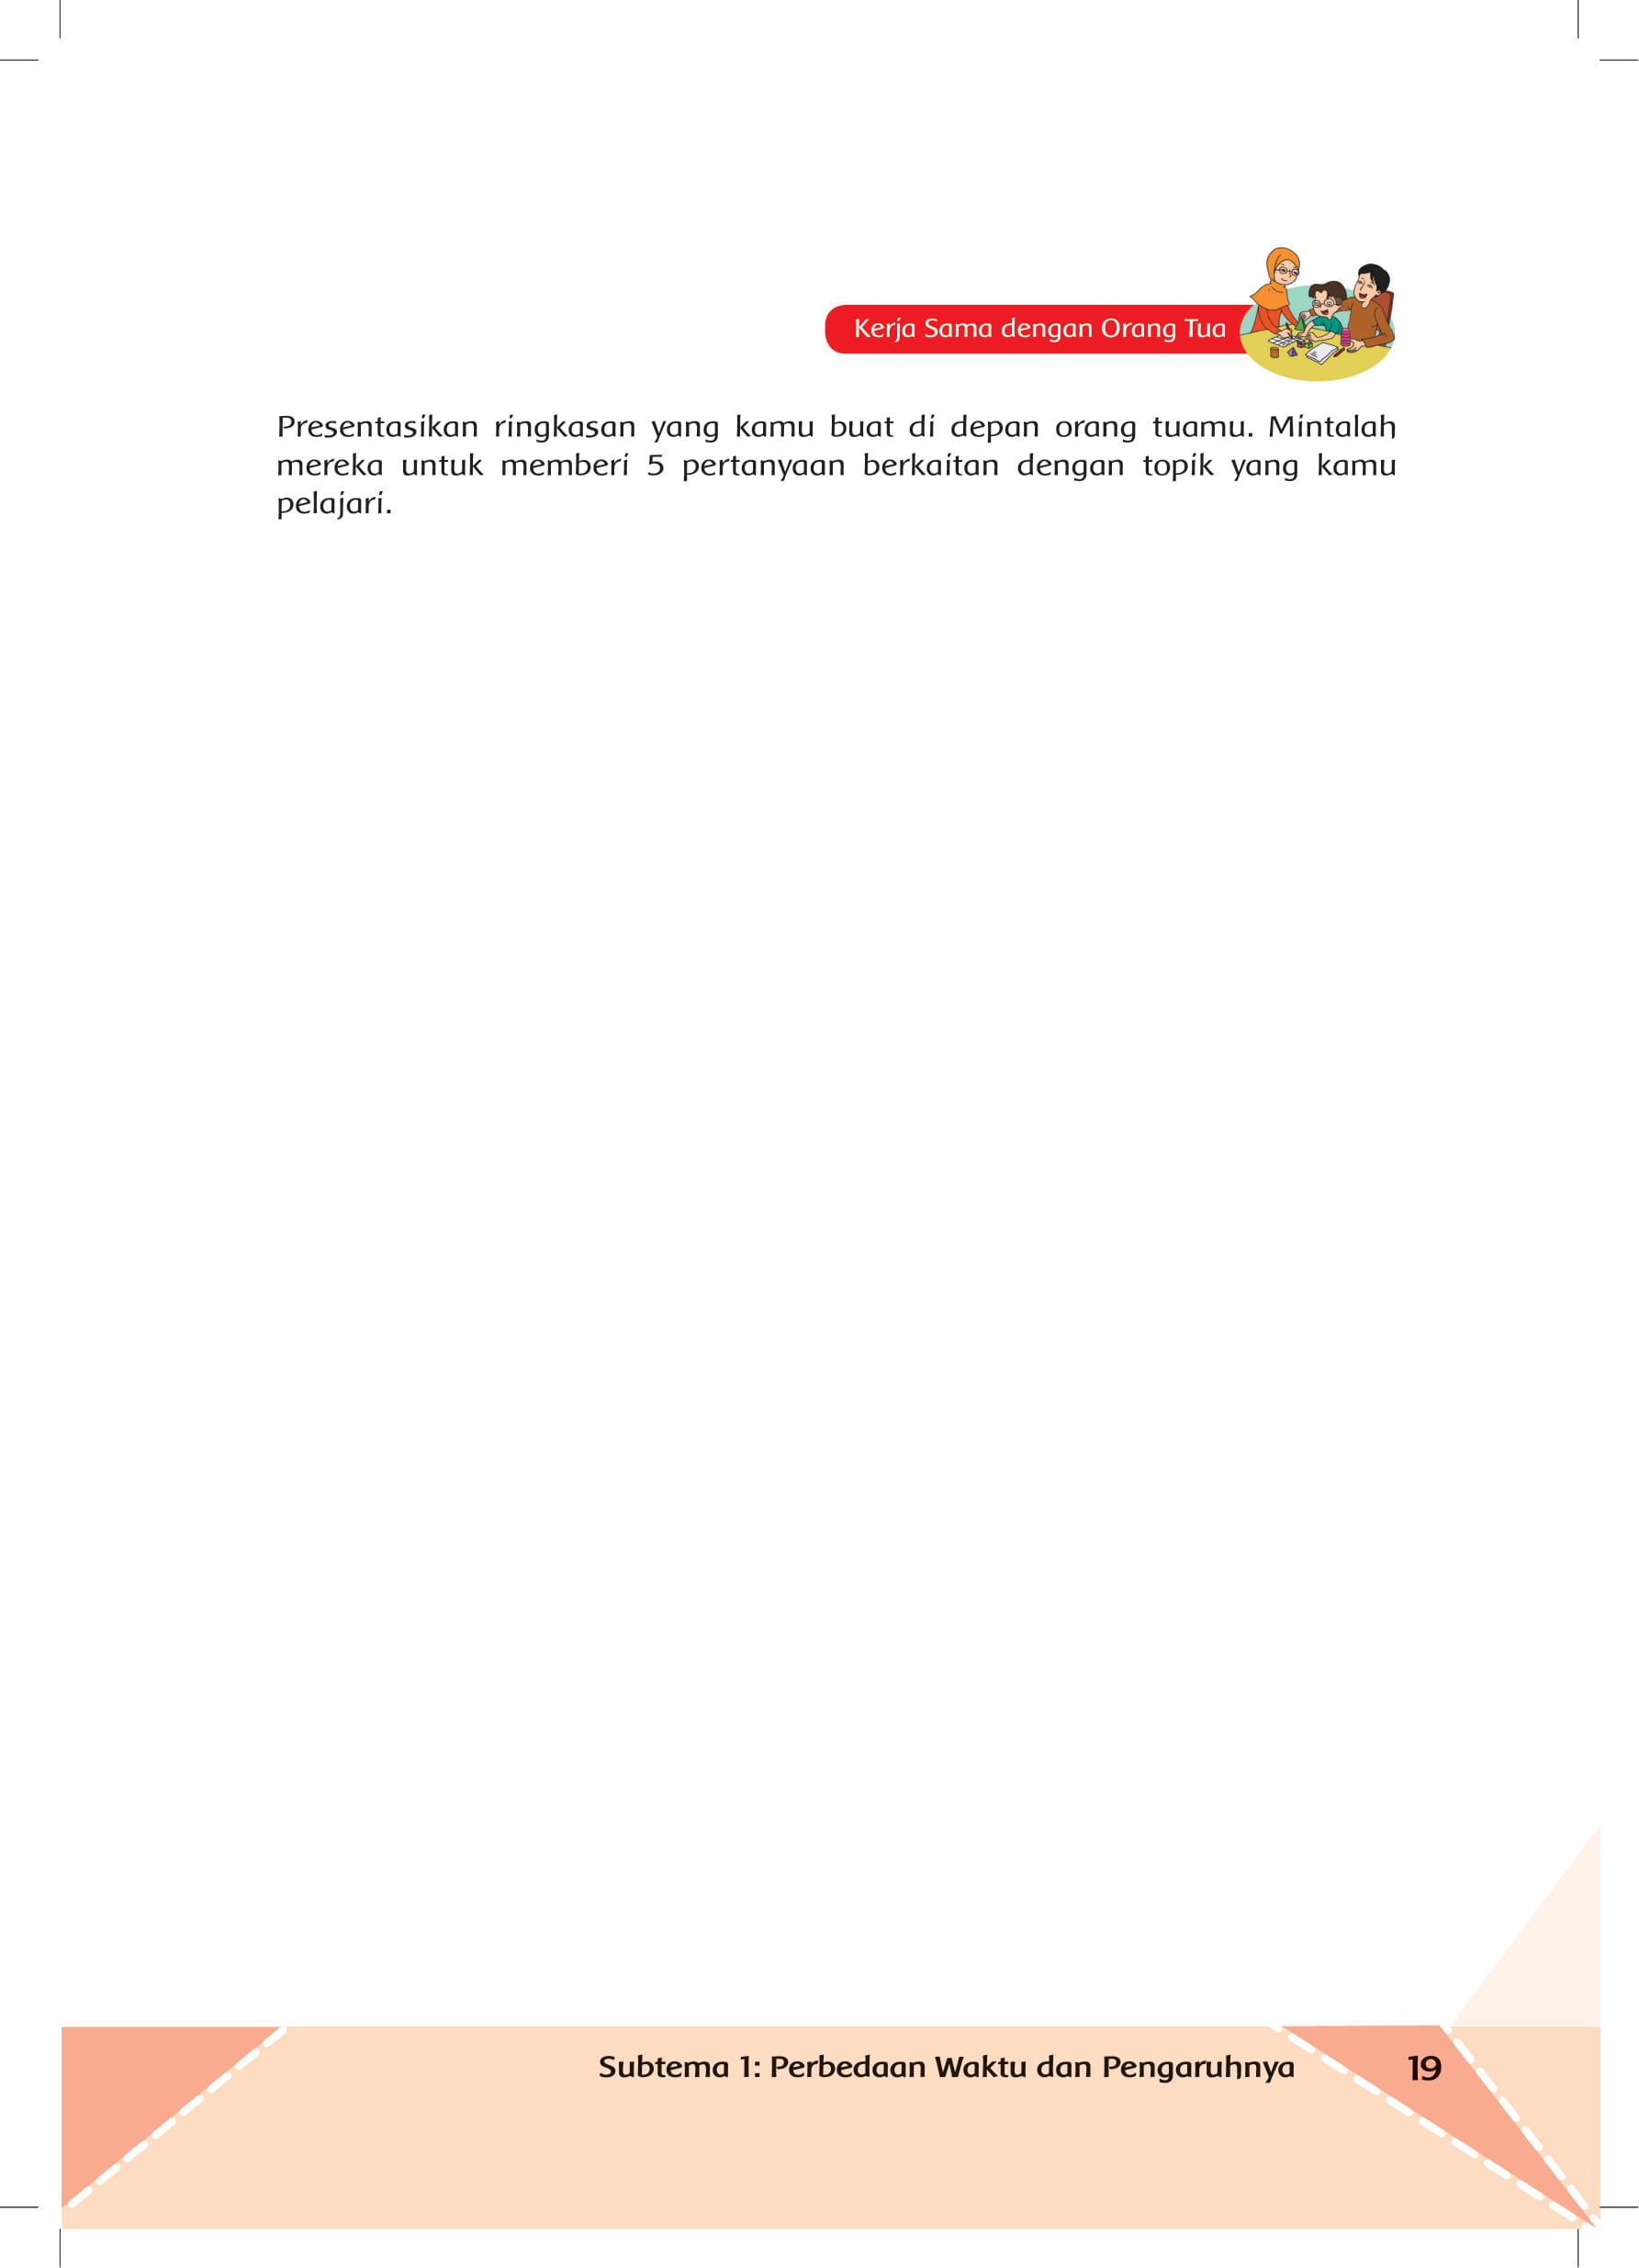 Kerja Sama dengan Orang Tua
Presentasikan ringkasan yang kamu buat di depan orang tuamu. Mintalah
mereka untuk memberi 5 pertanyaan berkaitan dengan topik yang kamu
pelajari.
Subtema 1: Perbedaan Waktu dan Pengaruhnya 19